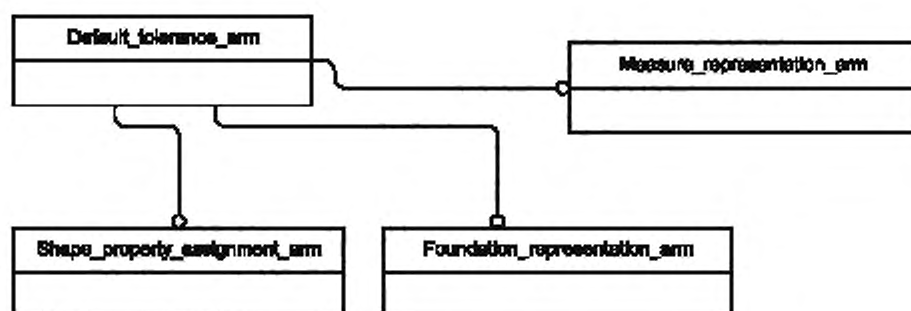 Default_tolerance_arm
Measure_representation_arm
Shape_property_assignment_arm
Foundation_representation_arm